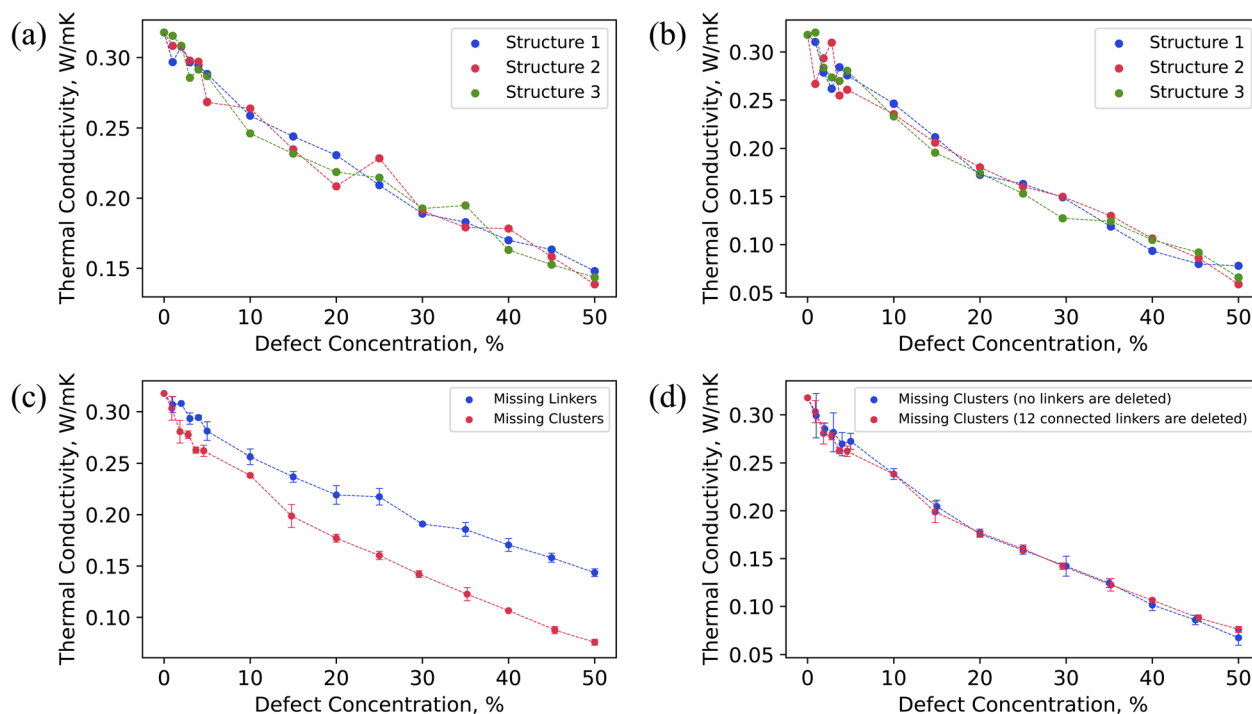 (a)
Thermal Conductivity, W/mK
0.30
0.25
0.20
0.15
Structure 1
Structure 2
Structure 3
0 10 20 30 40 50
Defect Concentration, %
(b)
Thermal Conductivity, W/mK
0.30
0.25
0.20
0.15
0.10
0.05
Structure 1
Structure 2
Structure 3
0 10 20 30 40 50
Defect Concentration, %
(c)
Thermal Conductivity, W/mK
0.30
0.25
0.20
0.15
0.10
Missing Linkers
Missing Clusters
0 10 20 30 40 50
Defect Concentration, %
(d)
Thermal Conductivity, W/mK
0.30
0.25
0.20
0.15
0.10
0.05
Missing Clusters (no linkers are deleted)
Missing Clusters (12 connected linkers are deleted)
0 10 20 30 40 50
Defect Concentration, %